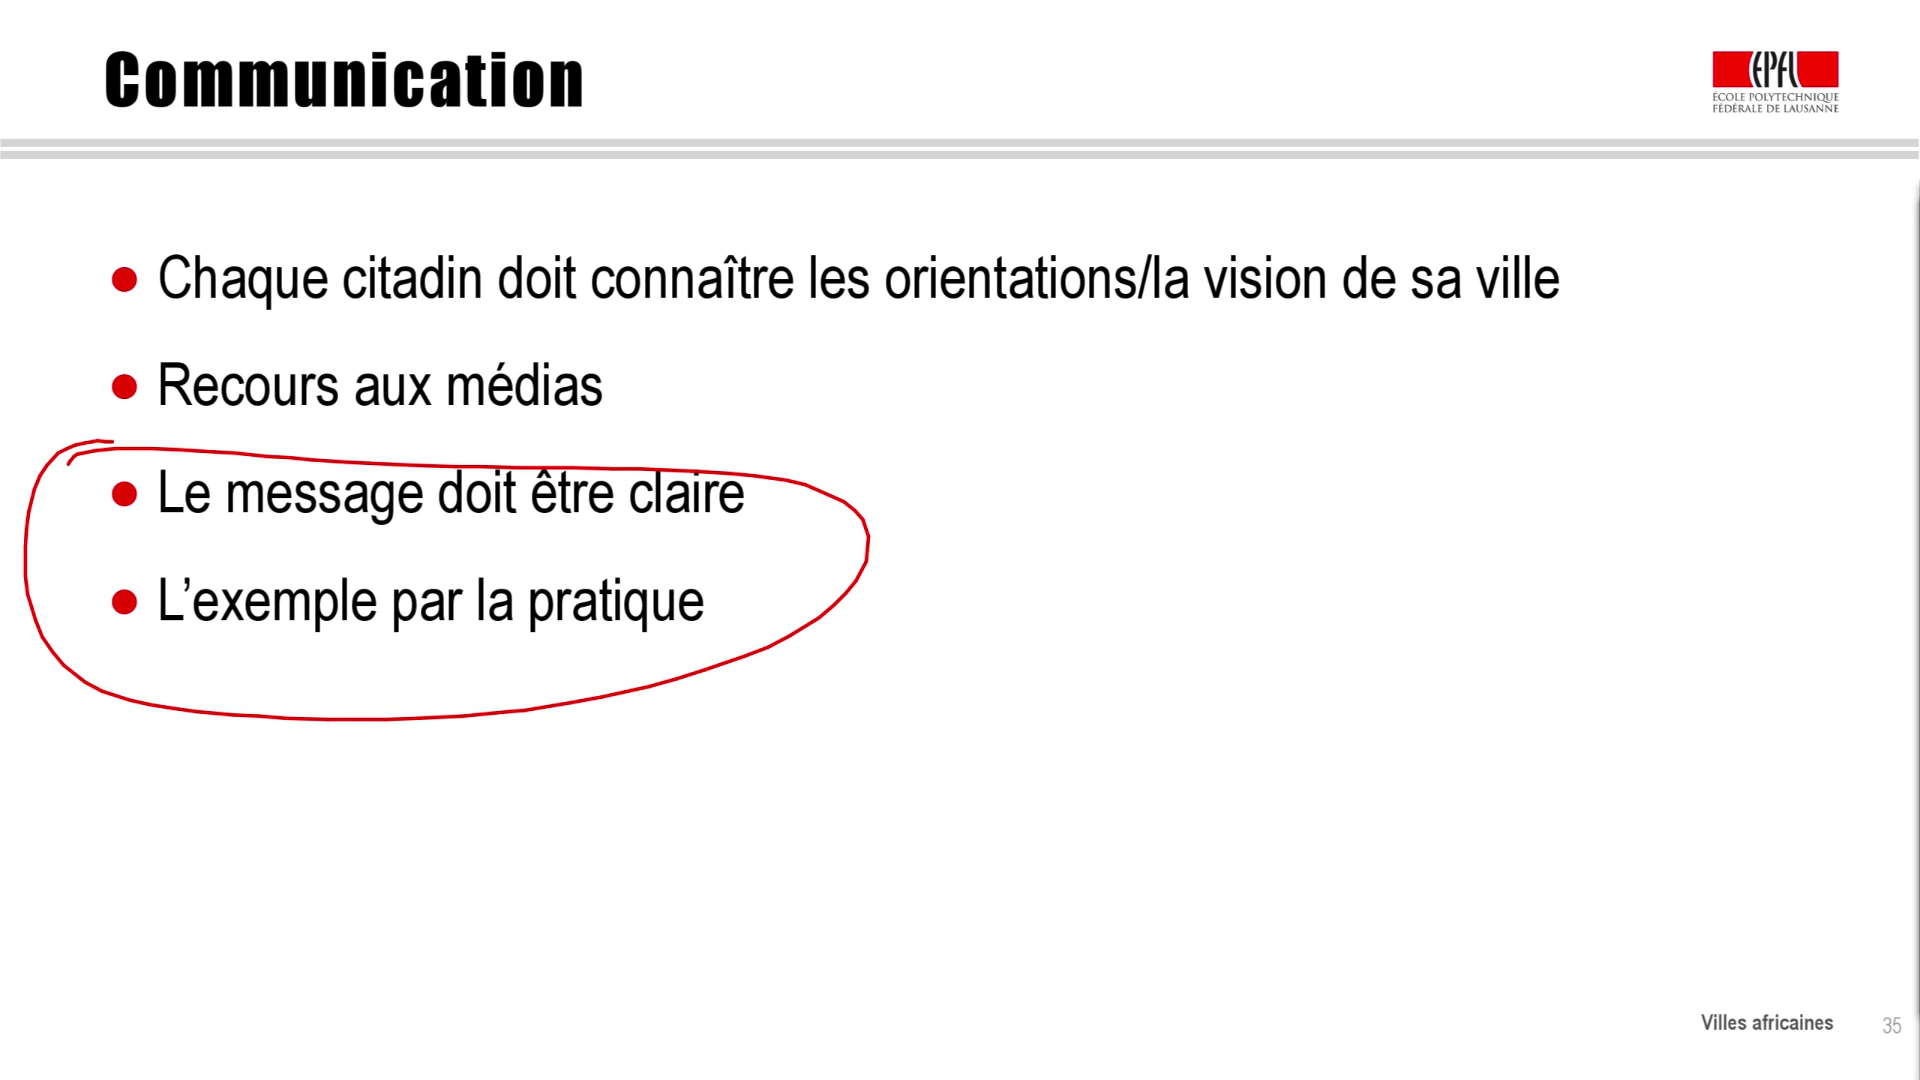 Communication
EPFL
ÉCOLE POLYTECHNIQUE
FÉDÉRALE DE LAUSANNE
Chaque citadin doit connaître les orientations/la vision de sa ville
Recours aux médias
Le message doit être claire
L’exemple par la pratique
Villes africaines
35